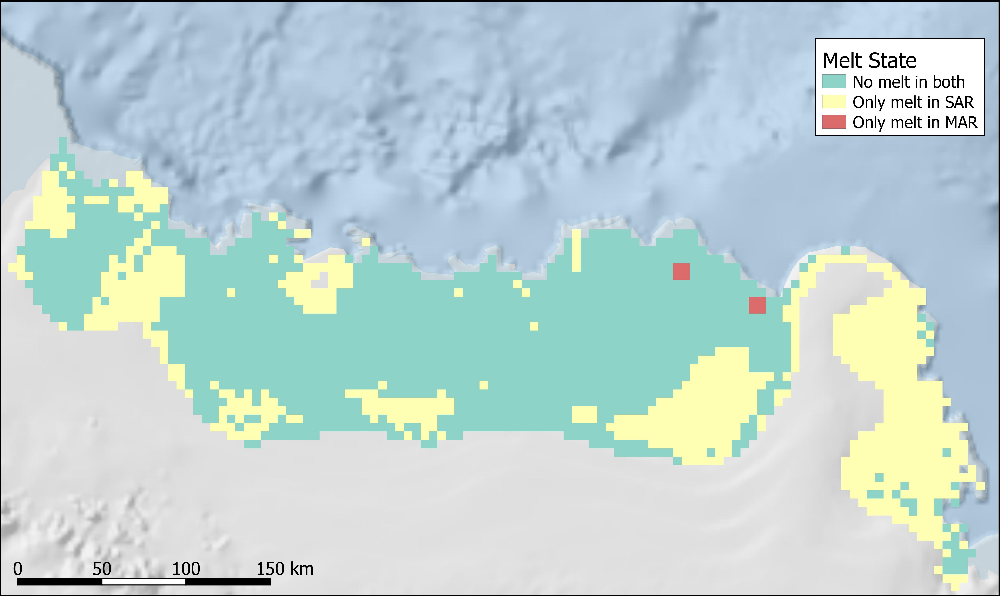 Melt State
No melt in both
Only melt in SAR
Only melt in MAR
0 50 100 150 km